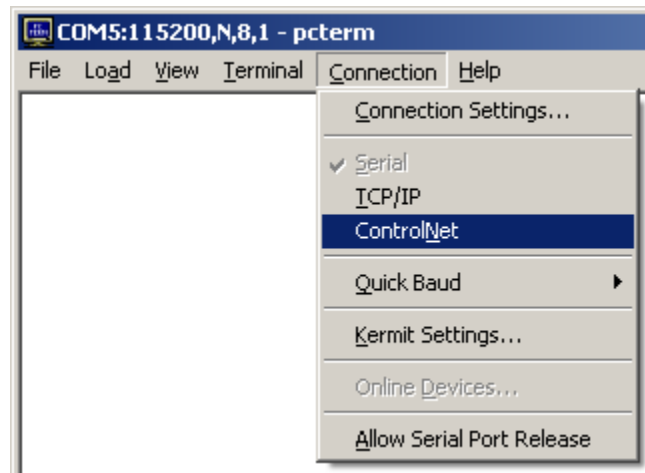 COM5:115200,N,8,1 - pcterm
File Load View Terminal Connection Help
Connection Settings...
Serial
TCP/IP
ControlNet
Quick Baud
Kermit Settings...
Online Devices...
Allow Serial Port Release